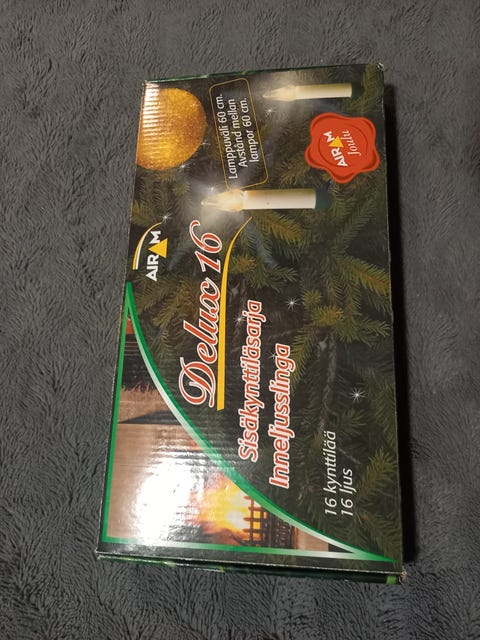 AIRAM
Deluxe 16
Sisäkynttiläsarja
Inneljusslinga
16 kynttilää
16 ljus
Lamppuväli 60 cm.
Avstånd mellan
lampor 60 cm.
AIRAM
Joulu